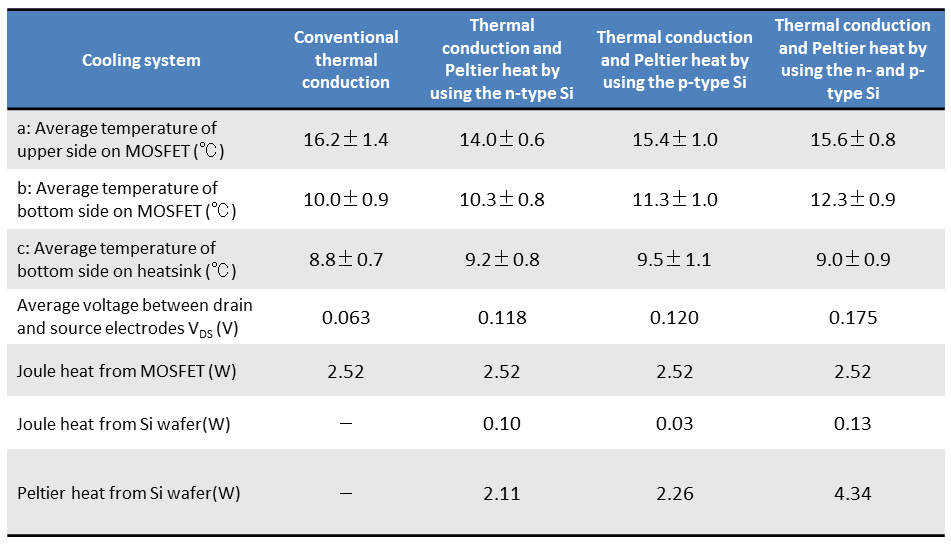 Cooling system
Conventional
thermal
conduction
Thermal
conduction and
Peltier heat by
using the n-type Si
Thermal conduction
and Peltier heat by
using the p-type Si
Thermal conduction
and Peltier heat by
using the n- and p-
type Si
a: Average temperature of
upper side on MOSFET (℃)
16.2±1.4
14.0±0.6
15.4±1.0
15.6±0.8
b: Average temperature of
bottom side on MOSFET (℃)
10.0±0.9
10.3±0.8
11.3±1.0
12.3±0.9
c: Average temperature of
bottom side on heatsink (℃)
8.8±0.7
9.2±0.8
9.5±1.1
9.0±0.9
Average voltage between drain
and source electrodes V_DS (V)
0.063
0.118
0.120
0.175
Joule heat from MOSFET (W)
2.52
2.52
2.52
2.52
Joule heat from Si wafer(W)
–
0.10
0.03
0.13
Peltier heat from Si wafer(W)
–
2.11
2.26
4.34